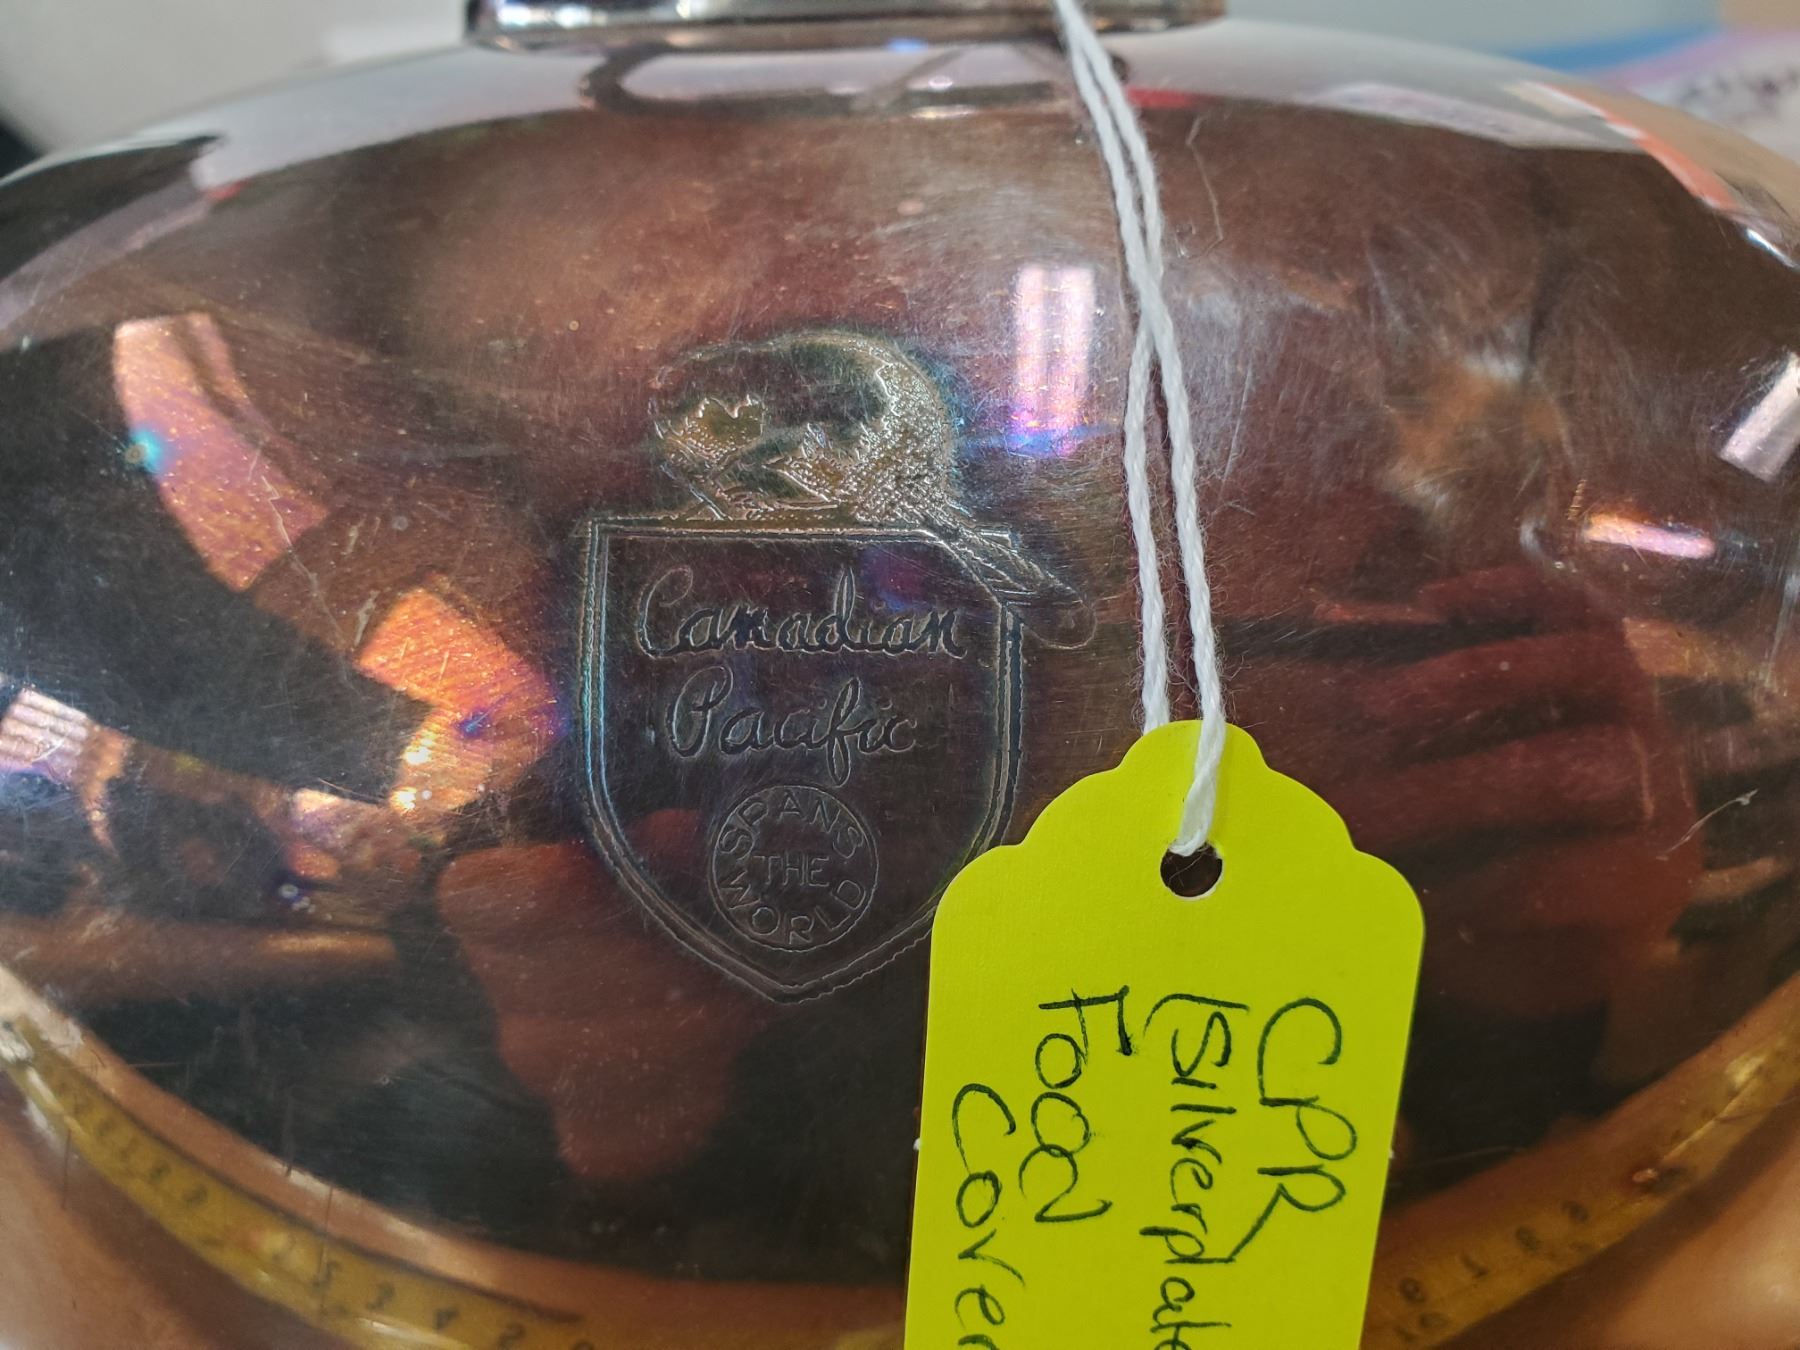 Canadian
Pacific
SPANS
THE
WORLD
CPR
Silverplate
Food
Cover